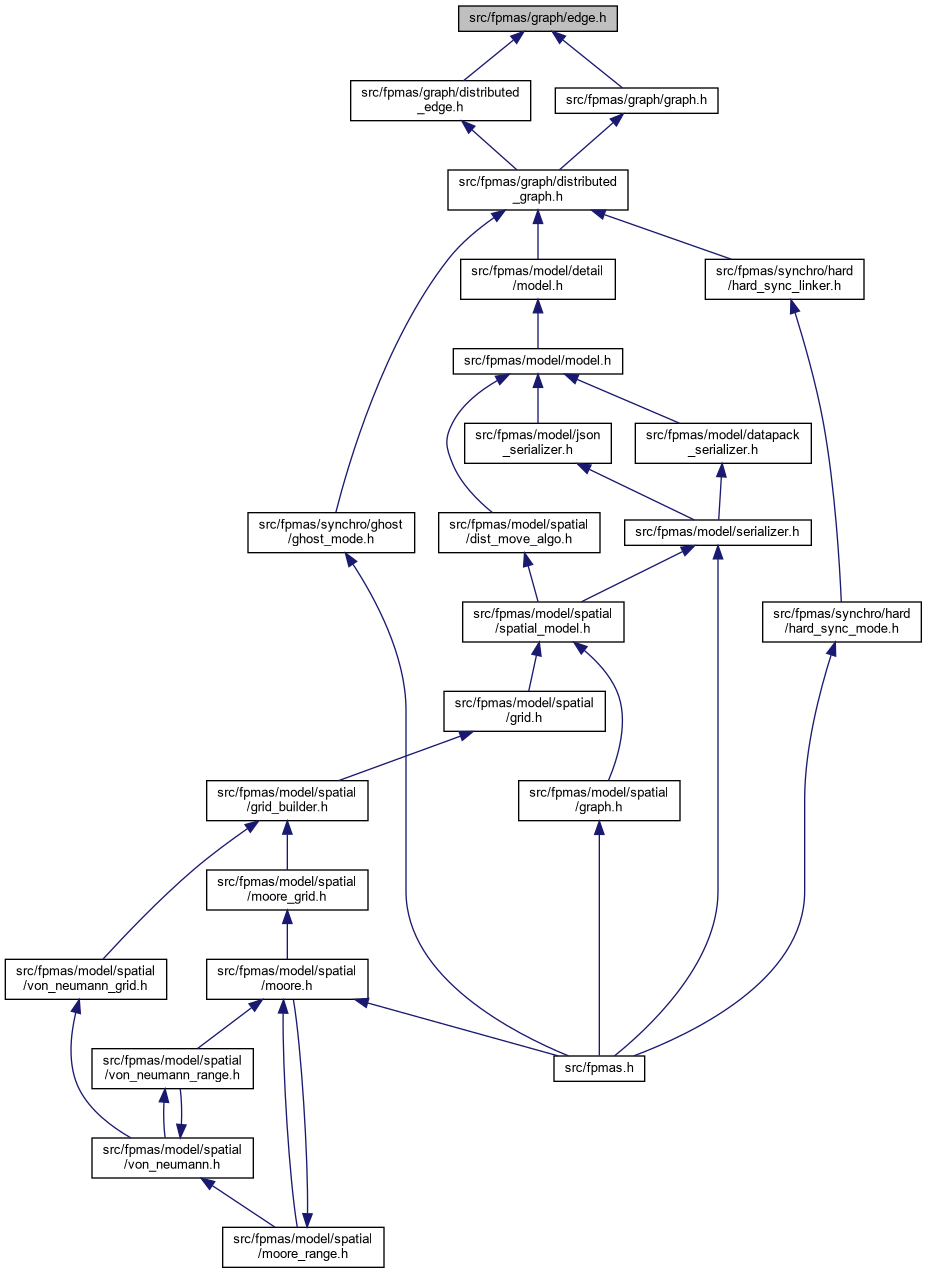 src/fpmas/graph/edge.h
src/fpmas/graph/distributed
_edge.h
src/fpmas/graph/graph.h
src/fpmas/graph/distributed
_graph.h
src/fpmas/model/detail
/model.h
src/fpmas/synchro/hard
/hard_sync_linker.h
src/fpmas/model/model.h
src/fpmas/model/json
_serializer.h
src/fpmas/model/datapack
_serializer.h
src/fpmas/synchro/ghost
/ghost_mode.h
src/fpmas/model/spatial
/dist_move_algo.h
src/fpmas/model/serializer.h
src/fpmas/model/spatial
/spatial_model.h
src/fpmas/synchro/hard
/hard_sync_mode.h
src/fpmas/model/spatial
/grid.h
src/fpmas/model/spatial
/grid_builder.h
src/fpmas/model/spatial
/graph.h
src/fpmas/model/spatial
/moore_grid.h
src/fpmas/model/spatial
/von_neumann_grid.h
src/fpmas/model/spatial
/moore.h
src/fpmas/model/spatial
/von_neumann_range.h
src/fpmas.h
src/fpmas/model/spatial
/von_neumann.h
src/fpmas/model/spatial
/moore_range.h